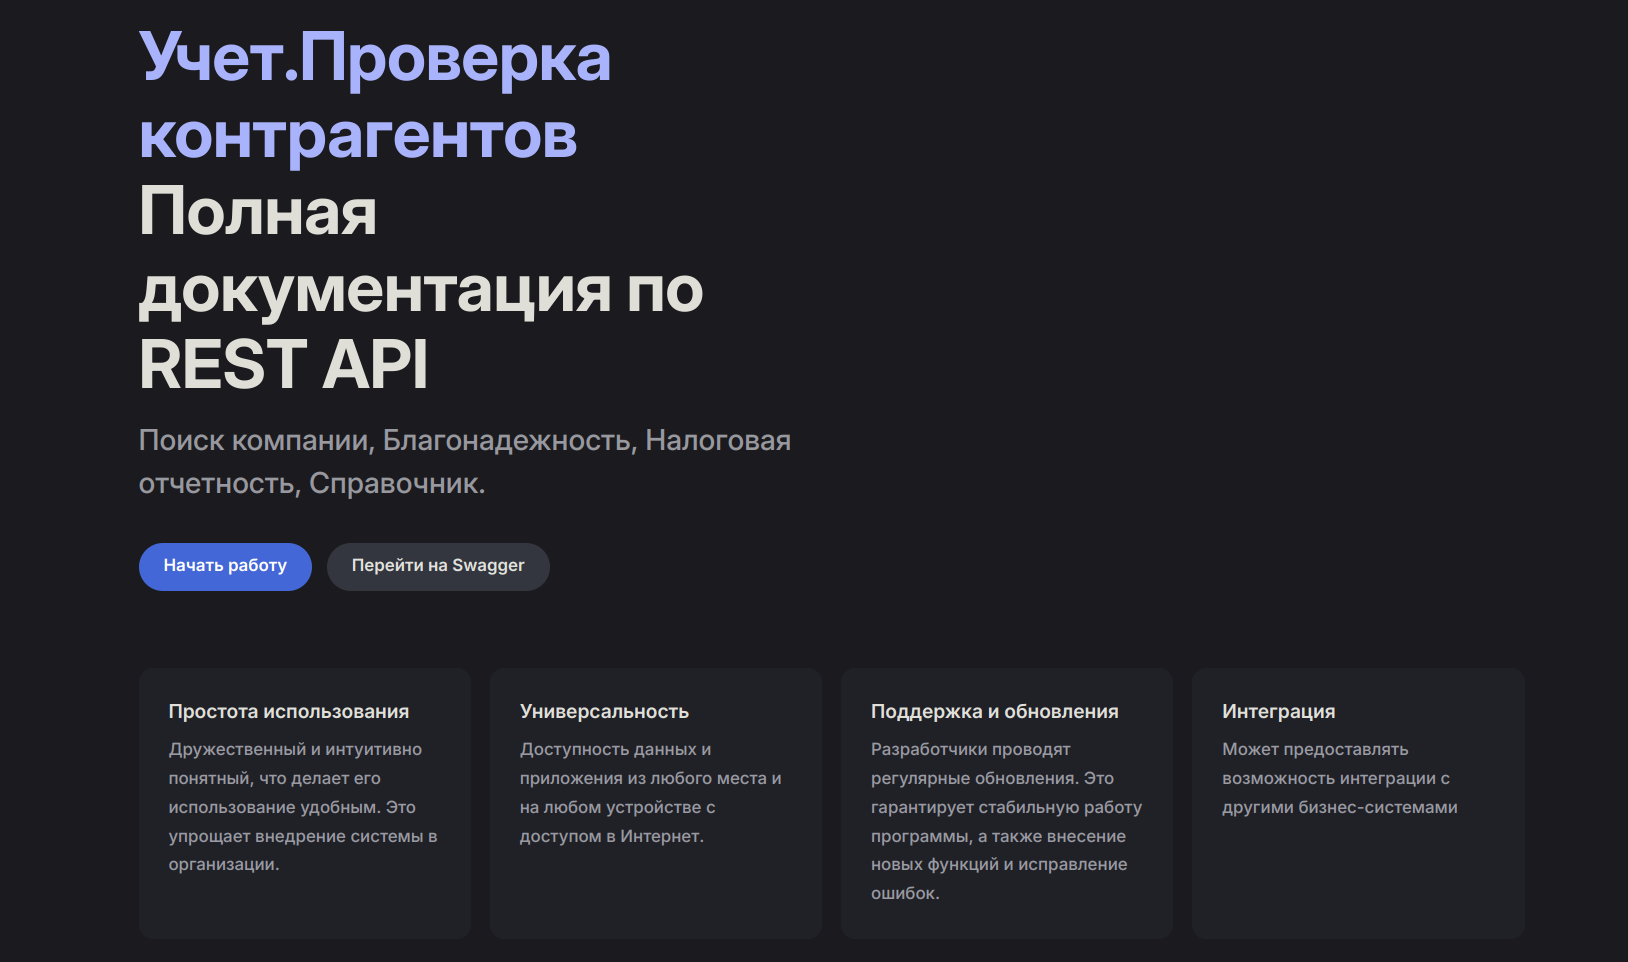 Учет.Проверка
контрагентов
Полная
документация по
REST API
Поиск компании, Благонадежность, Налоговая
отчетность, Справочник.
Начать работу
Перейти на Swagger
Простота использования
Дружественный и интуитивно
понятный, что делает его
использование удобным. Это
упрощает внедрение системы в
организации.
Универсальность
Доступность данных и
приложения из любого места и
на любом устройстве с
доступом в Интернет.
Поддержка и обновления
Разработчики проводят
регулярные обновления. Это
гарантирует стабильную работу
программы, а также внесение
новых функций и исправление
ошибок.
Интеграция
Может предоставлять
возможность интеграции с
другими бизнес-системами